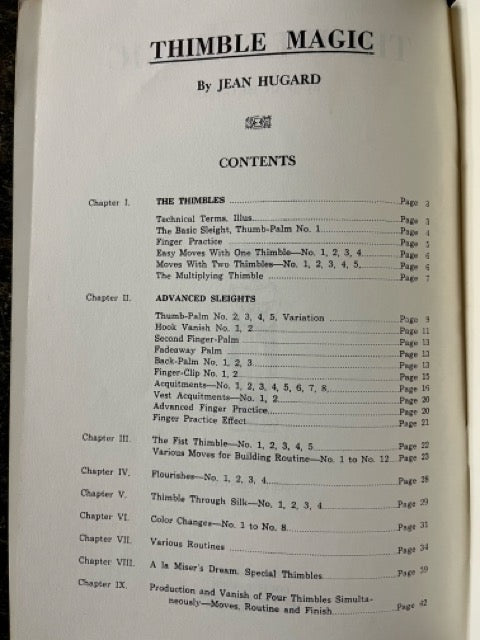 THIMBLE MAGIC
By JEAN HUGARD
CONTENTS
Chapter I. THE THIMBLES Page 3
Technical Terms, Illus. Page 3
The Basic Sleight, Thumb-Palm No. 1 Page 4
Finger Practice Page 5
Easy Moves With One Thimble—No. 1, 2, 3, 4 Page 6
Moves With Two Thimbles—No. 1, 2, 3, 4, 5, Page 6
The Multiplying Thimble Page 7
Chapter II. ADVANCED SLEIGHTS
Thumb-Palm No. 2, 3, 4, 5, Variation Page 9
Hook Vanish No. 1, 2 Page 11
Second Finger-Palm Page 13
Fadeaway Palm Page 13
Back-Palm No. 1, 2, 3 Page 13
Finger-Clip No. 1, 2 Page 15
Acquitments—No. 1, 2, 3, 4, 5, 6, 7, 8, Page 16
Vest Acquitments—No. 1, 2 Page 20
Advanced Finger Practice Page 20
Finger Practice Effect Page 21
Chapter III. The Fist Thimble—No. 1, 2, 3, 4, 5 Page 22
Various Moves for Building Routine—No. 1 to No. 12 Page 23
Chapter IV. Flourishes—No. 1, 2, 3, 4 Page 28
Chapter V. Thimble Through Silk—No. 1, 2, 3, 4 Page 29
Chapter VI. Color Changes—No. 1 to No. 8 Page 31
Chapter VII. Various Routines Page 34
Chapter VIII. A la Miser's Dream. Special Thimbles Page 39
Chapter IX. Production and Vanish of Four Thimbles Simulta-
neously—Moves, Routine and Finish Page 42